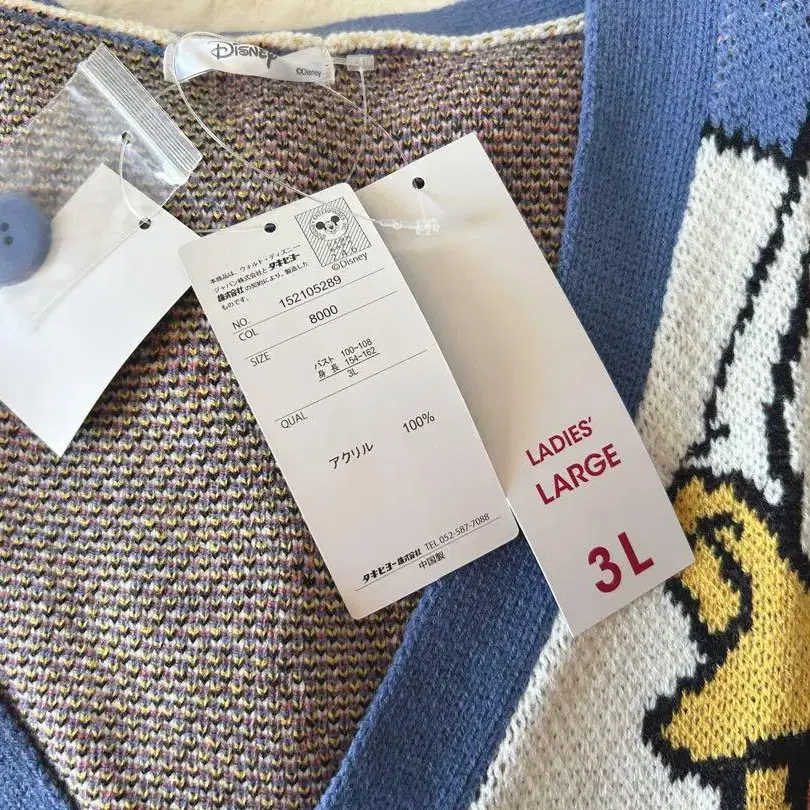 Disney
©Disney
©Disney
本商品は、ウォルト・ディズニー・
ジャパン株式会社とタキヒヨー
株式会社の契約により、製造した
ものです。
NO. 152105289
COL 8000
SIZE
バスト 100-108
身長 154-162
3L
QUAL
アクリル 100%
タキヒヨー株式会社 TEL 052-587-7088
中国製
LADIES'
LARGE
3L